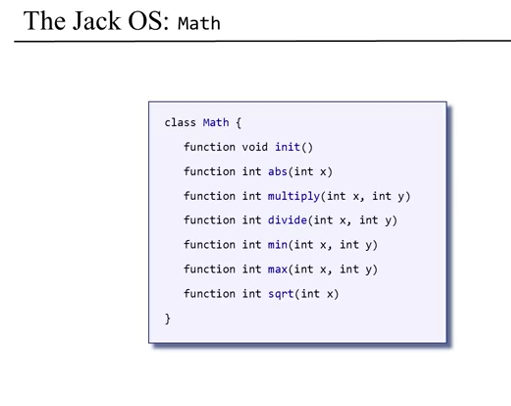 The Jack OS: Math
class Math {
function void init()
function int abs(int x)
function int multiply(int x, int y)
function int divide(int x, int y)
function int min(int x, int y)
function int max(int x, int y)
function int sqrt(int x)
}